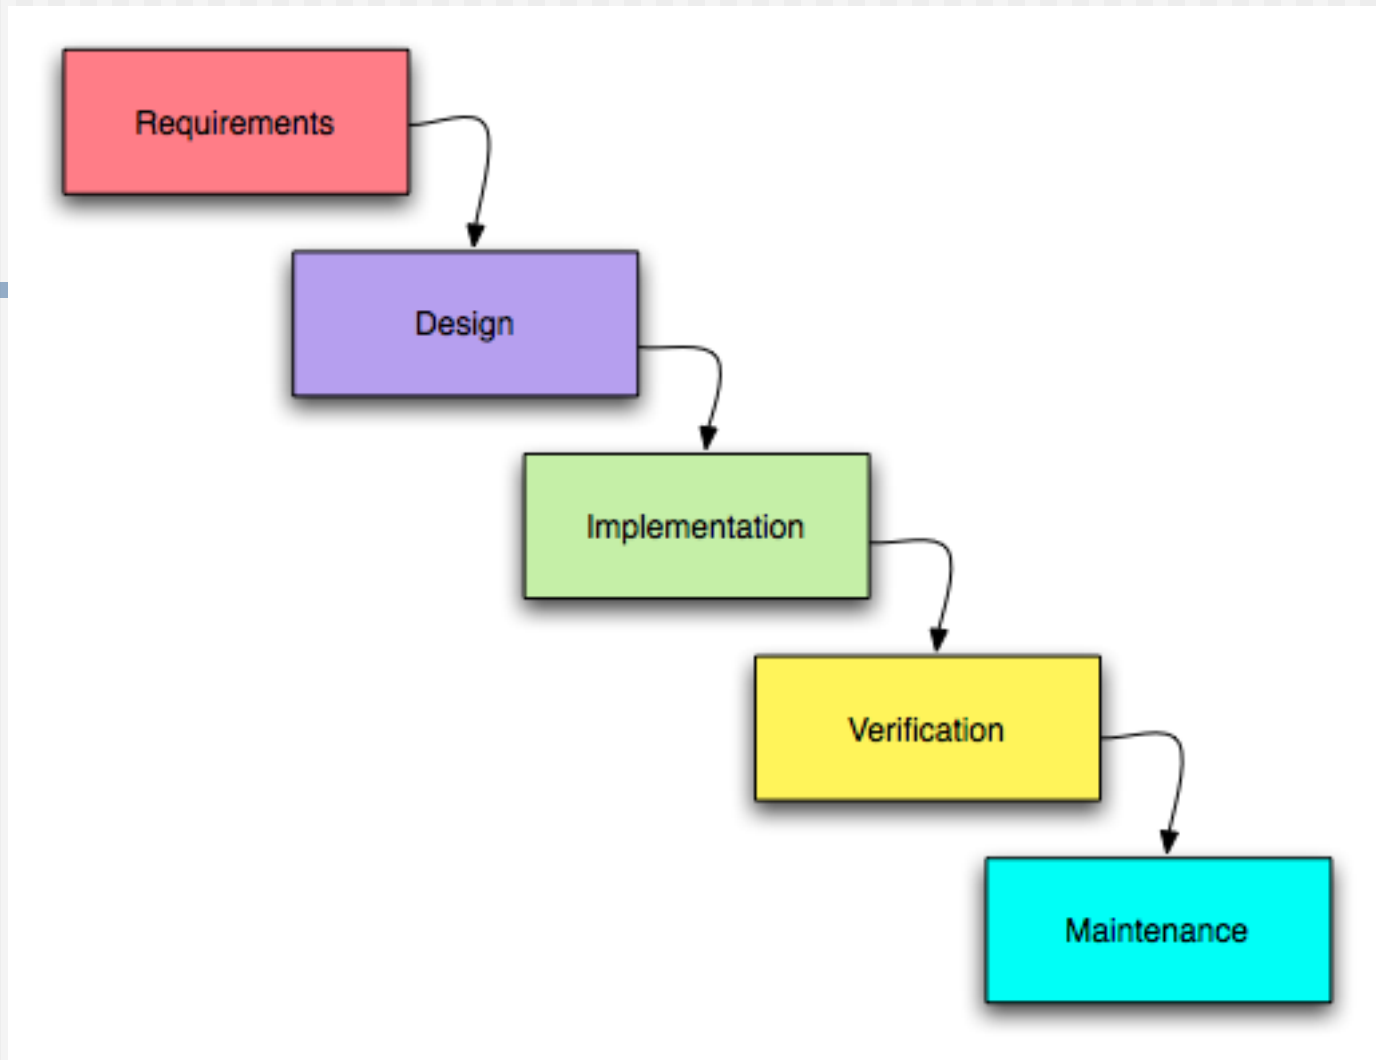 Requirements
Design
Implementation
Verification
Maintenance